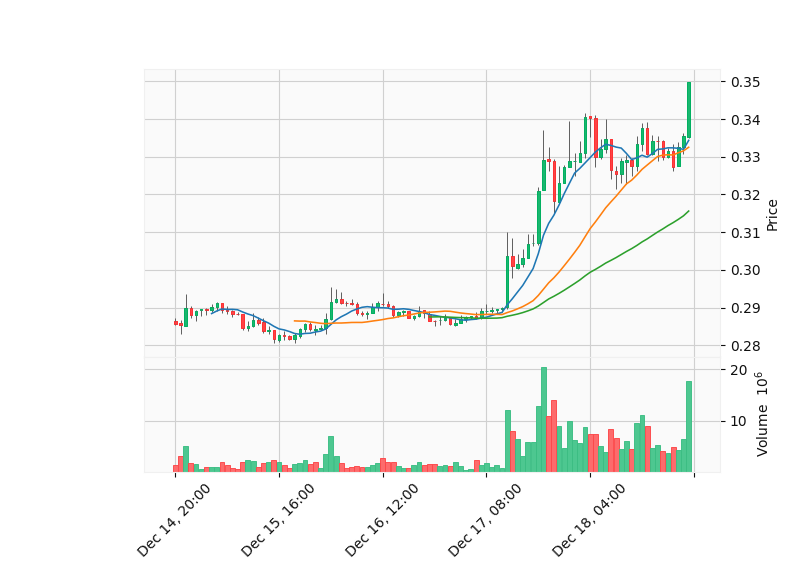 0.35
0.34
0.33
0.32
0.31
0.30
0.29
0.28
Price
20
10
Volume 10⁶
Dec 14, 20:00
Dec 15, 16:00
Dec 16, 12:00
Dec 17, 08:00
Dec 18, 04:00